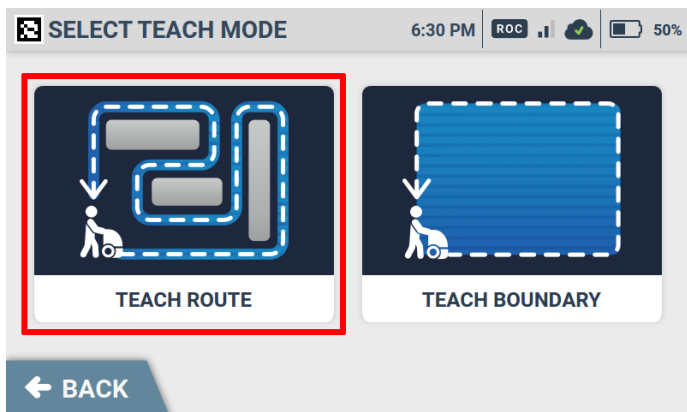 SELECT TEACH MODE 6:30 PM ROC 50%
TEACH ROUTE TEACH BOUNDARY
BACK